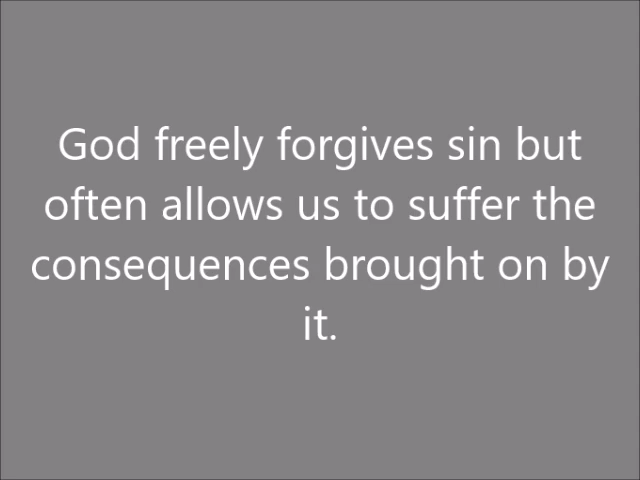 God freely forgives sin but
often allows us to suffer the
consequences brought on by
it.